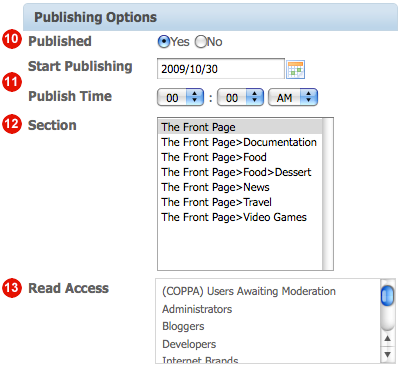 Publishing Options
10 Published Yes No
Start Publishing 2009/10/30
11
Publish Time 00 : 00 AM
12 Section The Front Page
The Front Page>Documentation
The Front Page>Food
The Front Page>Food>Dessert
The Front Page>News
The Front Page>Travel
The Front Page>Video Games
13 Read Access (COPPA) Users Awaiting Moderation
Administrators
Bloggers
Developers
Internet Brands